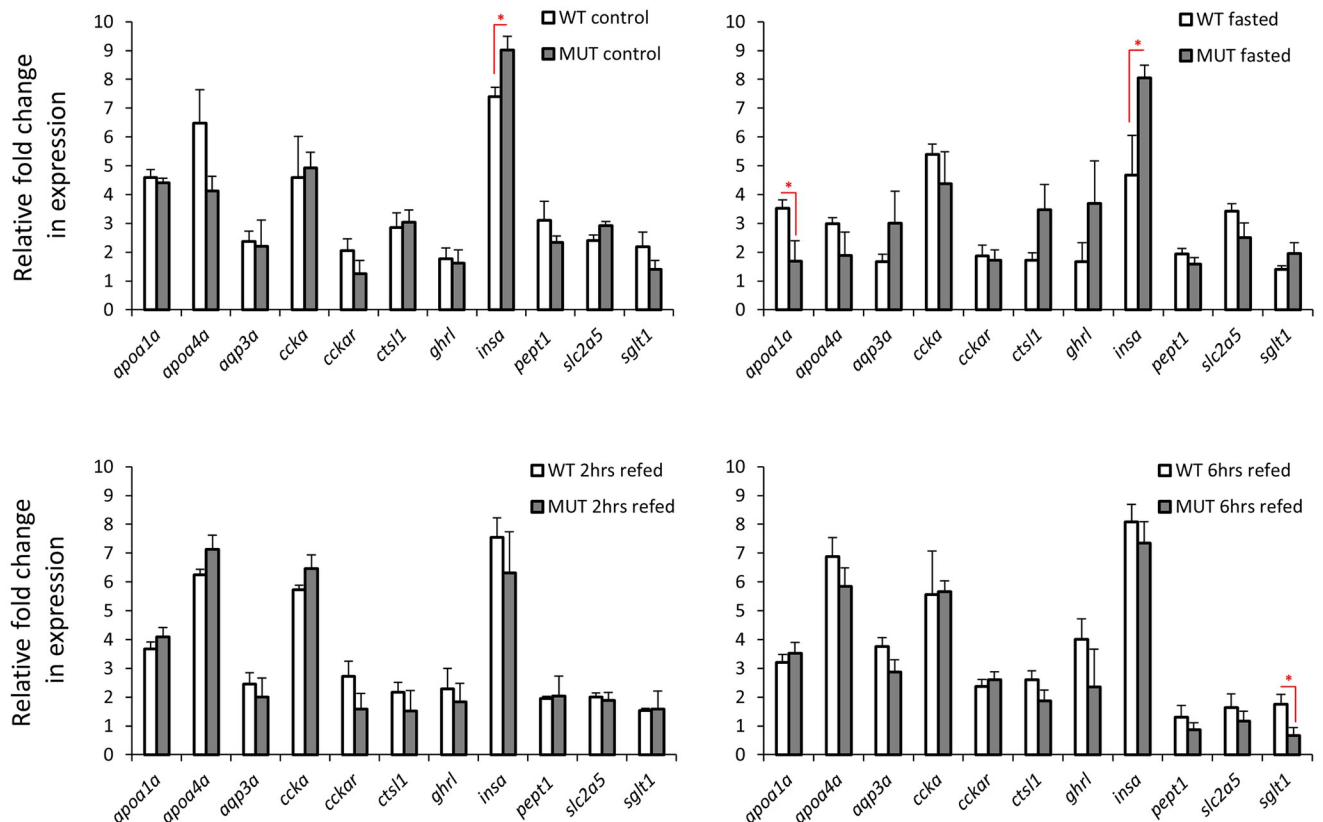 Relative fold change
in expression
10
9
8
7
6
5
4
3
2
1
0
*
WT control
MUT control
apoa1a
apoa4a
aqp3a
ccka
cckar
ctsl1
ghrl
insa
pept1
slc2a5
sglt1
10
9
8
7
6
5
4
3
2
1
0
*
*
WT fasted
MUT fasted
apoa1a
apoa4a
aqp3a
ccka
cckar
ctsl1
ghrl
insa
pept1
slc2a5
sglt1
Relative fold change
in expression
10
9
8
7
6
5
4
3
2
1
0
WT 2hrs refed
MUT 2hrs refed
apoa1a
apoa4a
aqp3a
ccka
cckar
ctsl1
ghrl
insa
pept1
slc2a5
sglt1
10
9
8
7
6
5
4
3
2
1
0
WT 6hrs refed
MUT 6hrs refed
*
apoa1a
apoa4a
aqp3a
ccka
cckar
ctsl1
ghrl
insa
pept1
slc2a5
sglt1